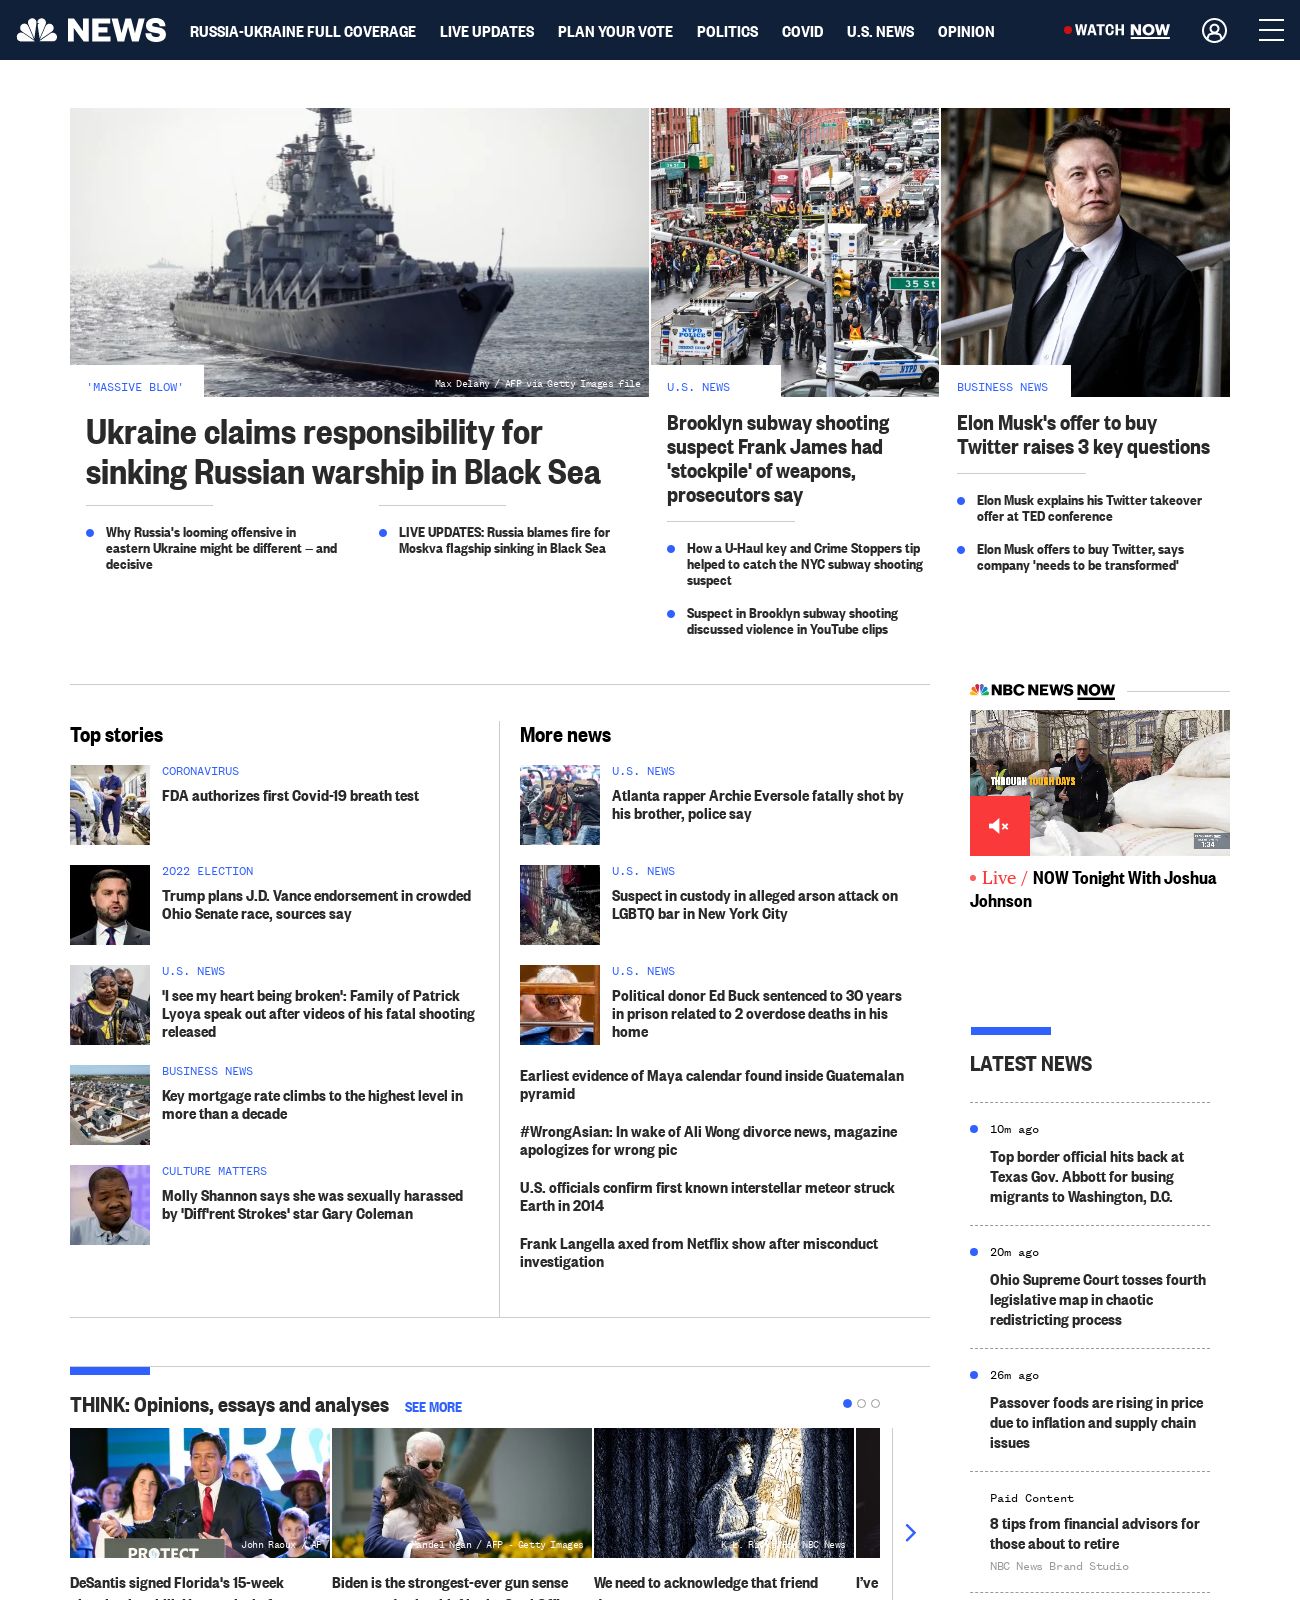 NEWS
RUSSIA-UKRAINE FULL COVERAGE
LIVE UPDATES
PLAN YOUR VOTE
POLITICS
COVID
U.S. NEWS
OPINION
WATCH NOW
35 St
NYPD
POLICE
NYPD
Max Delany / AFP via Getty Images file
'MASSIVE BLOW'
Ukraine claims responsibility for
sinking Russian warship in Black Sea
Why Russia's looming offensive in
eastern Ukraine might be different — and
decisive
LIVE UPDATES: Russia blames fire for
Moskva flagship sinking in Black Sea
U.S. NEWS
Brooklyn subway shooting
suspect Frank James had
'stockpile' of weapons,
prosecutors say
How a U-Haul key and Crime Stoppers tip
helped to catch the NYC subway shooting
suspect
Suspect in Brooklyn subway shooting
discussed violence in YouTube clips
BUSINESS NEWS
Elon Musk's offer to buy
Twitter raises 3 key questions
Elon Musk explains his Twitter takeover
offer at TED conference
Elon Musk offers to buy Twitter, says
company 'needs to be transformed'
Top stories
CORONAVIRUS
FDA authorizes first Covid-19 breath test
2022 ELECTION
Trump plans J.D. Vance endorsement in crowded
Ohio Senate race, sources say
U.S. NEWS
'I see my heart being broken': Family of Patrick
Lyoya speak out after videos of his fatal shooting
released
BUSINESS NEWS
Key mortgage rate climbs to the highest level in
more than a decade
CULTURE MATTERS
Molly Shannon says she was sexually harassed
by 'Diff'rent Strokes' star Gary Coleman
More news
U.S. NEWS
Atlanta rapper Archie Eversole fatally shot by
his brother, police say
U.S. NEWS
Suspect in custody in alleged arson attack on
LGBTQ bar in New York City
U.S. NEWS
Political donor Ed Buck sentenced to 30 years
in prison related to 2 overdose deaths in his
home
Earliest evidence of Maya calendar found inside Guatemalan
pyramid
#WrongAsian: In wake of Ali Wong divorce news, magazine
apologizes for wrong pic
U.S. officials confirm first known interstellar meteor struck
Earth in 2014
Frank Langella axed from Netflix show after misconduct
investigation
NBC NEWS NOW
THROUGH TOUGH DAYS
1:34
Live / NOW Tonight With Joshua
Johnson
LATEST NEWS
10m ago
Top border official hits back at
Texas Gov. Abbott for busing
migrants to Washington, D.C.
20m ago
Ohio Supreme Court tosses fourth
legislative map in chaotic
redistricting process
26m ago
Passover foods are rising in price
due to inflation and supply chain
issues
Paid Content
8 tips from financial advisors for
those about to retire
NBC News Brand Studio
THINK: Opinions, essays and analyses
SEE MORE
PRO
PROTECT
John Raoux / AP
Mandel Ngan / AFP - Getty Images
NBC News
DeSantis signed Florida's 15-week
Biden is the strongest-ever gun sense
We need to acknowledge that friend
I've